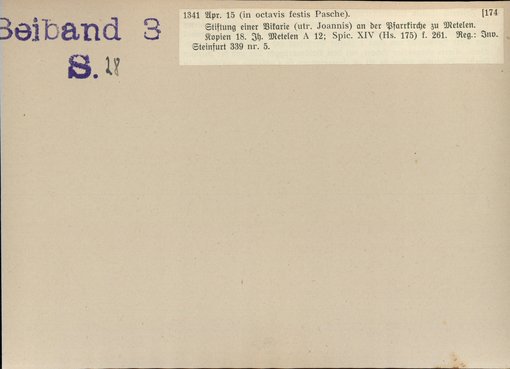 Beiband 3
S. 28
1341 Apr. 15 (in octavis festis Pasche). [174
Stiftung einer Vikarie (utr. Joannis) an der Pfarrkirche zu Metelen.
Kopien 18. Jh. Metelen A 12; Spic. XIV (Hs. 175) f. 261. Reg.: Inv.
Steinfurt 339 nr. 5.